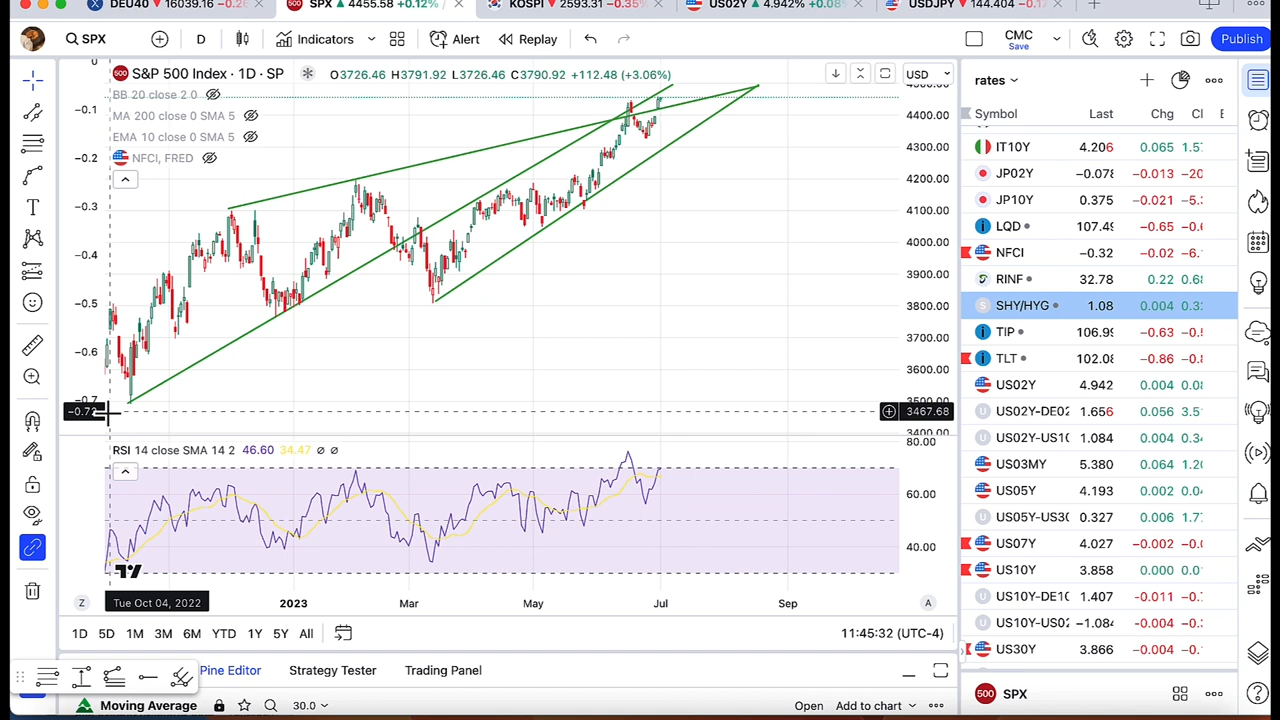 DEU40 16039.16 SPX 4455.58 +0.12% KOSPI 2593.31 -0.35% US02Y 4.942% +0.08% USDJPY 144.404
SPX D Indicators Alert Replay CMC Save Publish
S&P 500 Index · 1D · SP O3726.46 H3791.92 L3726.46 C3790.92 +112.48 (+3.06%) USD
BB 20 close 2 0
MA 200 close 0 SMA 5
EMA 10 close 0 SMA 5
NFCI, FRED
0
−0.1
−0.2
−0.3
−0.4
−0.5
−0.6
−0.72
4400.00
4300.00
4200.00
4100.00
4000.00
3900.00
3800.00
3700.00
3600.00
3467.68
RSI 14 close SMA 14 2 46.60 34.47 ø ø
80.00
60.00
40.00
Z Tue Oct 04, 2022 2023 Mar May Jul Sep A
1D 5D 1M 3M 6M YTD 1Y 5Y All 11:45:32 (UTC-4)
Pine Editor Strategy Tester Trading Panel
Moving Average 30.0 Open Add to chart
rates
Symbol Last Chg
IT10Y 4.206 0.065
JP02Y −0.078 −0.013
JP10Y 0.375 −0.021
LQD 107.49 −0.65
NFCI −0.32 −0.02
RINF 32.78 0.22
SHY/HYG 1.08 0.004
TIP 106.99 −0.63
TLT 102.08 −0.86
US02Y 4.942 0.004
US02Y-DE02 1.656 0.056
US02Y-US10 1.084 0.004
US03MY 5.380 0.064
US05Y 4.193 0.002
US05Y-US30 0.327 0.006
US07Y 4.027 −0.002
US10Y 3.858 0.000
US10Y-DE10 1.407 −0.011
US10Y-US02 −1.084 −0.004
US30Y 3.866 −0.004
SPX